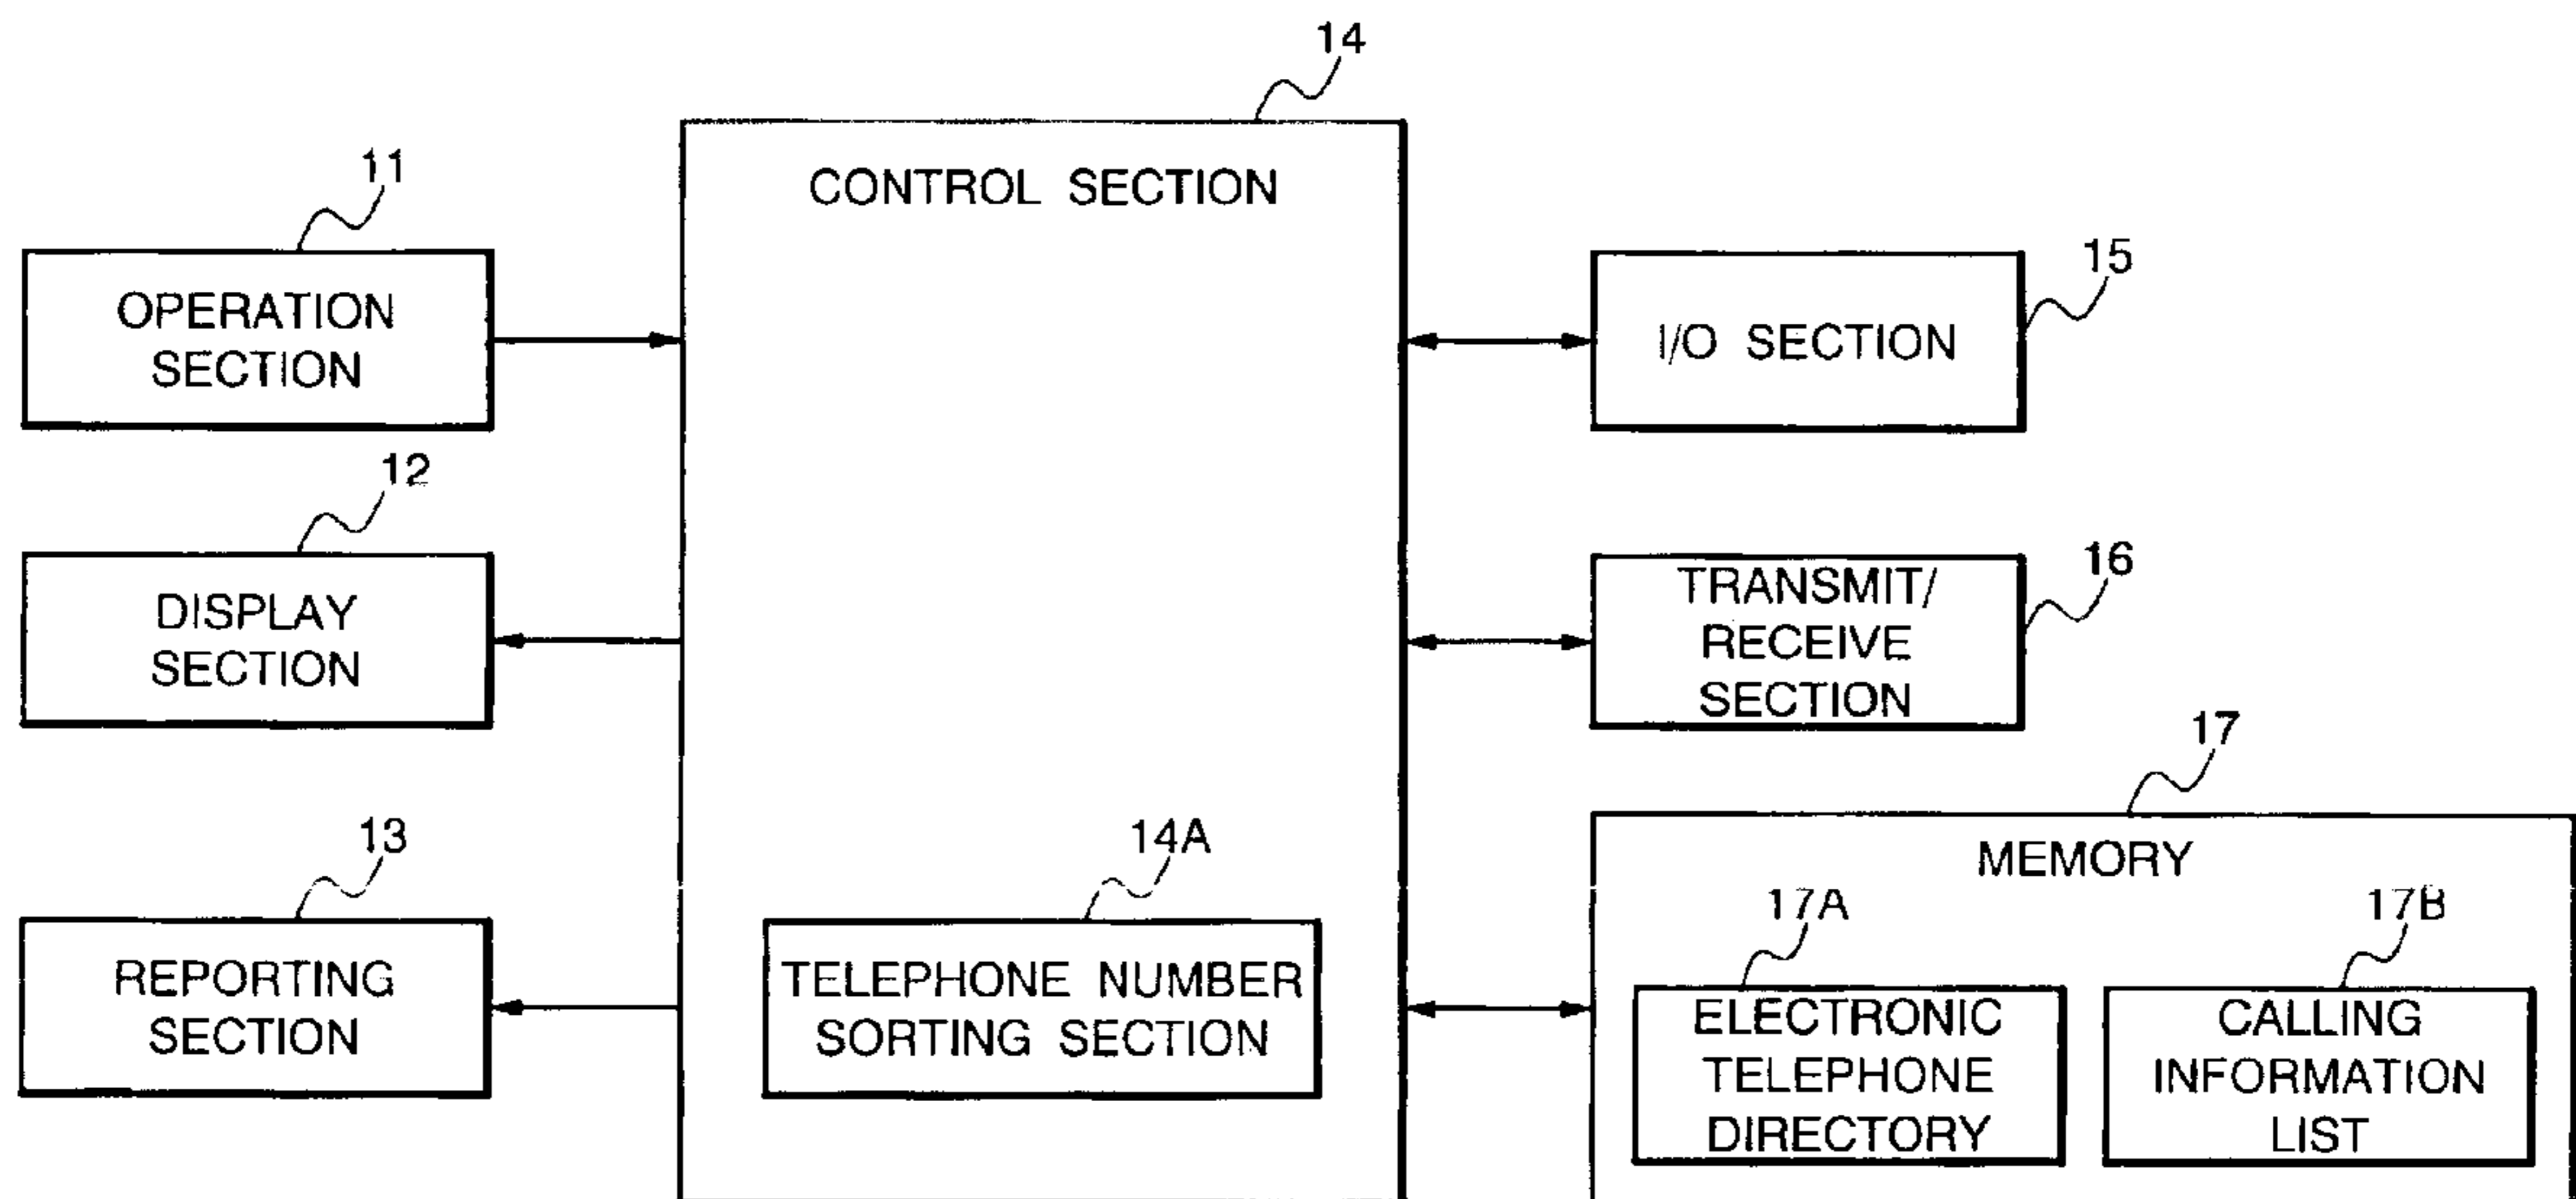 14
CONTROL SECTION
11
OPERATION
SECTION
12
DISPLAY
SECTION
13
REPORTING
SECTION
14A
TELEPHONE NUMBER
SORTING SECTION
15
I/O SECTION
16
TRANSMIT/
RECEIVE
SECTION
17
MEMORY
17A
ELECTRONIC
TELEPHONE
DIRECTORY
17B
CALLING
INFORMATION
LIST